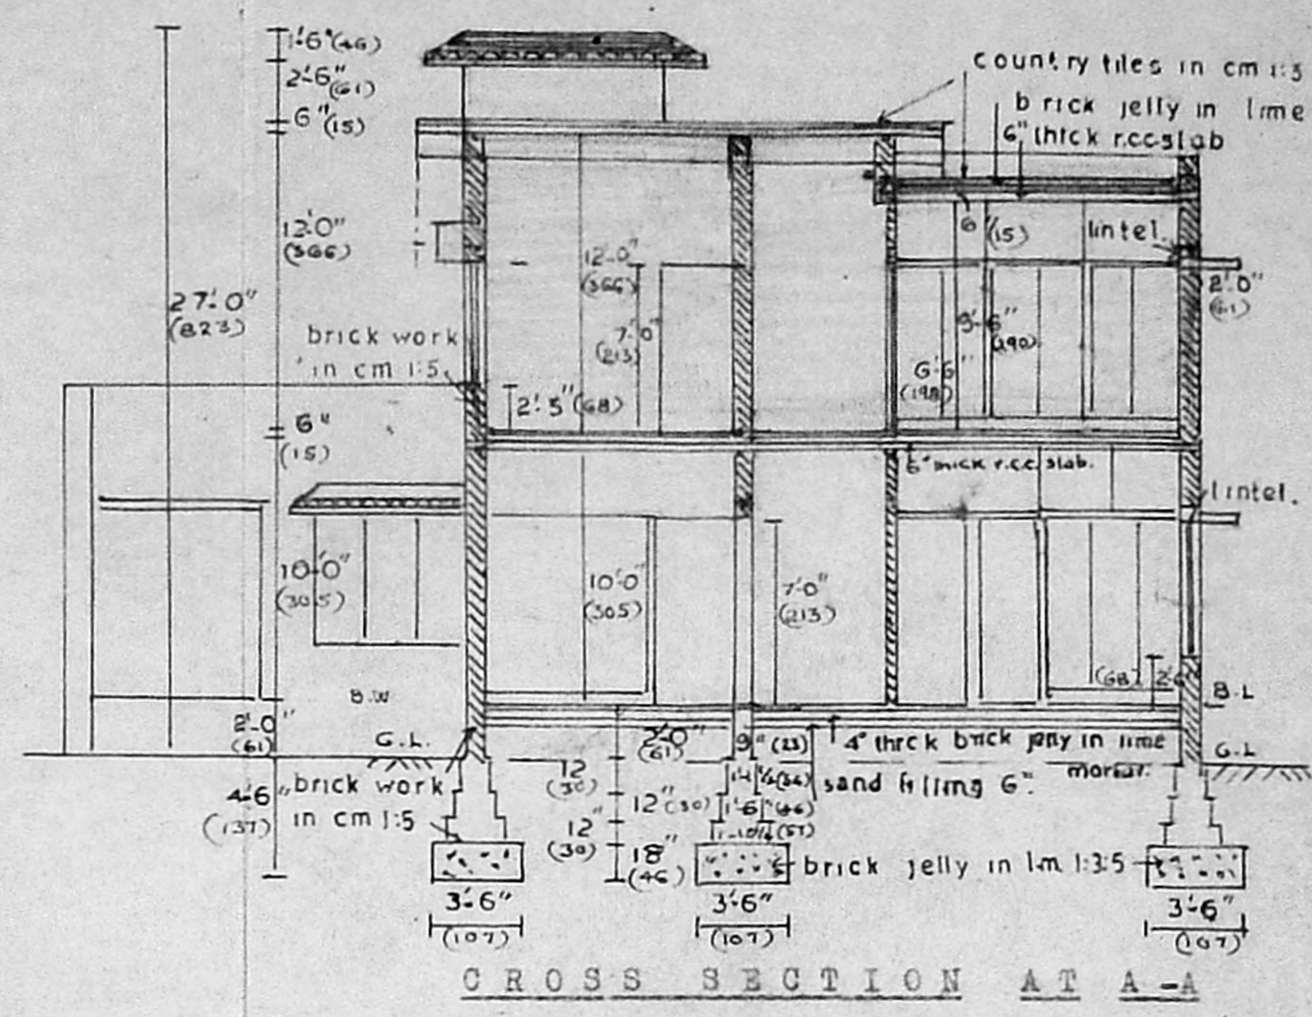 1'-6" (46)
2'-6" (61)
6" (15)
12'-0"
(366)
27'-0"
(823)
6"
(15)
10'-0"
(305)
2'-0"
(61)
4'-6"
(137)
country tiles in cm 1:3
brick jelly in lime
6" thick r.c.c. slab
6" (15)
lintel.
2'-0"
(61)
12'-0"
(366)
7'-0"
(213)
9'-6"
(290)
6'-6"
(198)
brick work
in cm 1:5
2'-3" (68)
6" thick r.c.c. slab.
lintel.
10'-0"
(305)
7'-0"
(213)
(68)
B.W
B.L
G.L.
G.L
2'-0"
(61)
9" (23)
4" thick brick jelly in lime
mortar.
sand filling 6".
brick work
in cm 1:5
12
(30)
12" (30)
12"
(30)
18"
(46)
1'-6" (46)
(57)
brick jelly in l.m 1:3:5
3'-6"
(107)
3'-6"
(107)
3'-6"
(107)
CROSS SECTION AT A-A